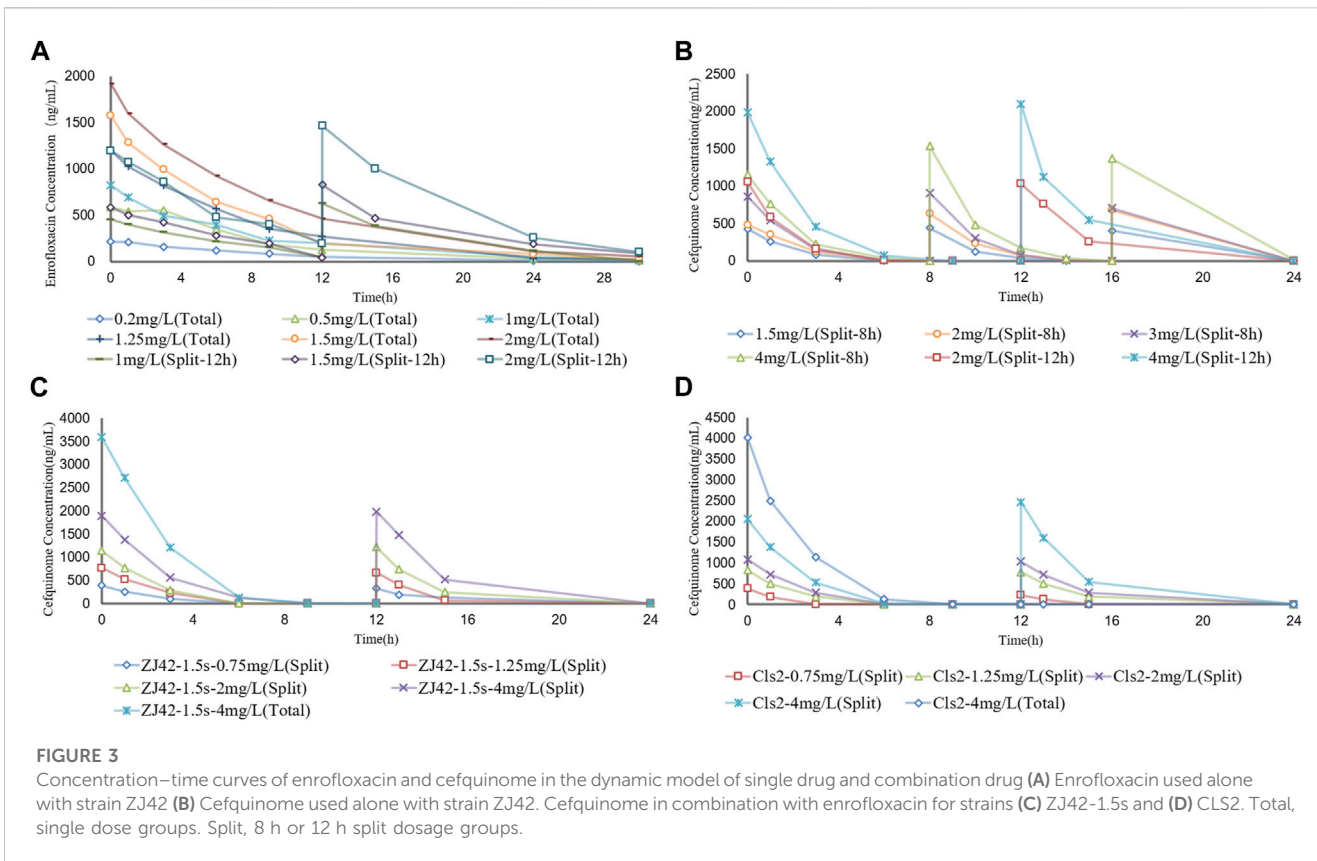 A
Enrofloxacin Concentration（ng/mL）
2000
1500
1000
500
0
0 4 8 12 16 20 24 28
Time(h)
0.2mg/L(Total) 0.5mg/L(Total) 1mg/L(Total)
1.25mg/L(Total) 1.5mg/L(Total) 2mg/L(Total)
1mg/L(Split-12h) 1.5mg/L(Split-12h) 2mg/L(Split-12h)
B
Cefquinome Concentration(ng/mL)
2500
2000
1500
1000
500
0
0 4 8 12 16 20 24
Time(h)
1.5mg/L(Split-8h) 2mg/L(Split-8h) 3mg/L(Split-8h)
4mg/L(Split-8h) 2mg/L(Split-12h) 4mg/L(Split-12h)
C
Cefquinome Concentration(ng/mL)
4000
3500
3000
2500
2000
1500
1000
500
0
0 4 8 12 16 20 24
Time(h)
ZJ42-1.5s-0.75mg/L(Split) ZJ42-1.5s-1.25mg/L(Split)
ZJ42-1.5s-2mg/L(Split) ZJ42-1.5s-4mg/L(Split)
ZJ42-1.5s-4mg/L(Total)
D
Cefquinome Concentration(ng/mL)
4500
4000
3500
3000
2500
2000
1500
1000
500
0
0 4 8 12 16 20 24
Time(h)
Cls2-0.75mg/L(Split) Cls2-1.25mg/L(Split) Cls2-2mg/L(Split)
Cls2-4mg/L(Split) Cls2-4mg/L(Total)
FIGURE 3
Concentration–time curves of enrofloxacin and cefquinome in the dynamic model of single drug and combination drug (A) Enrofloxacin used alone
with strain ZJ42 (B) Cefquinome used alone with strain ZJ42. Cefquinome in combination with enrofloxacin for strains (C) ZJ42-1.5s and (D) CLS2. Total,
single dose groups. Split, 8 h or 12 h split dosage groups.